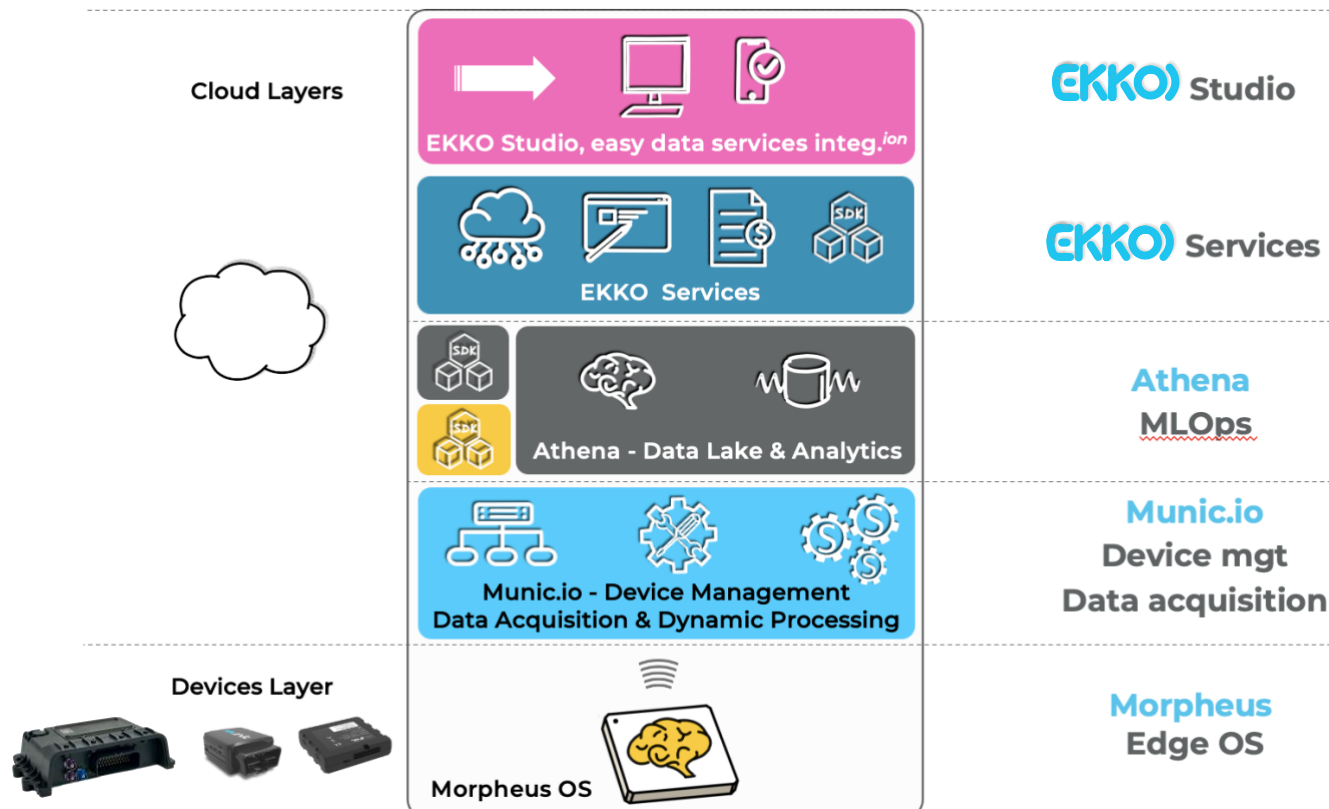 Cloud Layers
EKKO Studio, easy data services integ.ion
EKKO Studio
SDK
EKKO Services
EKKO Services
SDK
SDK
Athena - Data Lake & Analytics
Athena
MLOps
S S S
Munic.io - Device Management
Data Acquisition & Dynamic Processing
Munic.io
Device mgt
Data acquisition
Devices Layer
Morpheus OS
Morpheus
Edge OS